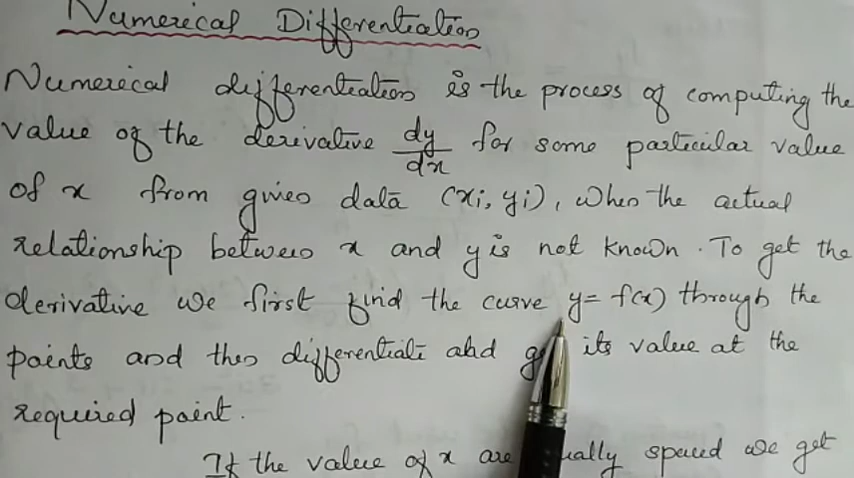 Numerical Differentiation
Numerical differentiation is the process of computing the
value of the derivative dy/dx for some particular value
of x from given data (xi, yi), when the actual
relationship between x and y is not known. To get the
derivative we first find the curve y = f(x) through the
points and then differentiate and its value at the
required point.
If the value of x are spaced we get